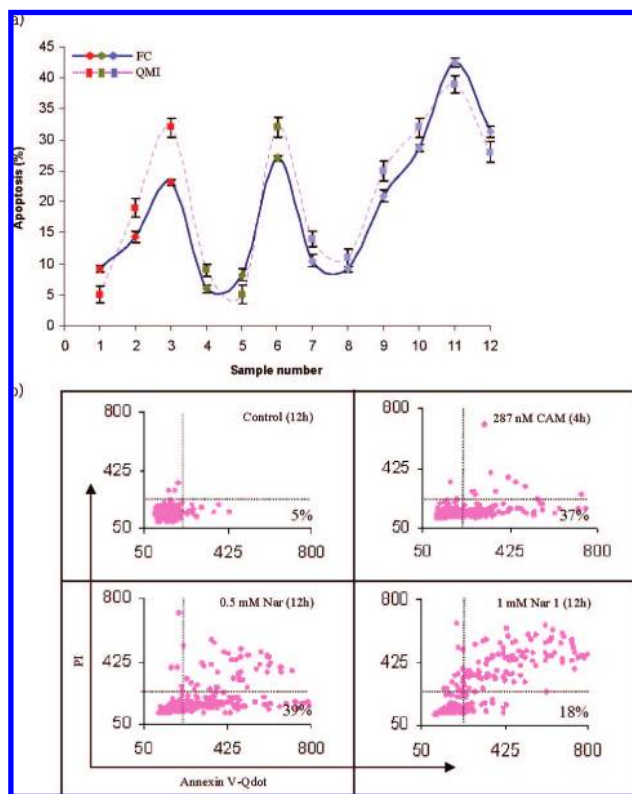 a)
45
FC
40
QMI
35
30
25
20
15
10
5
0
Apoptosis (%)
0 1 2 3 4 5 6 7 8 9 10 11 12
Sample number
b)
800
Control (12h)
425
5%
50
50 425 800
800
287 nM CAM (4h)
425
37%
50
50 425 800
800
0.5 mM Nar (12h)
425
39%
50
50 425 800
800
1 mM Nar 1 (12h)
425
18%
50
50 425 800
PI
Annexin V-Qdot